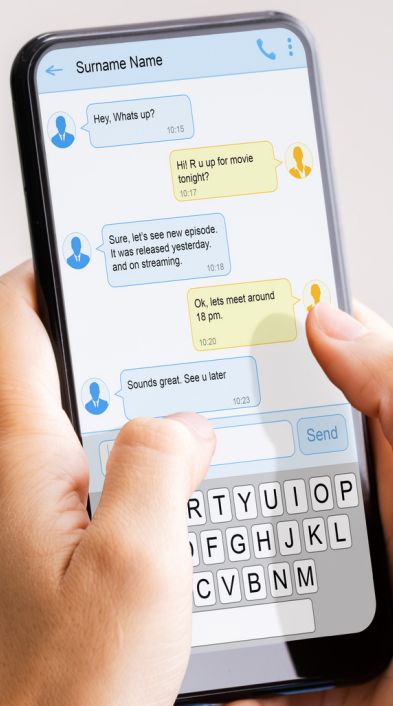 Surname Name
Hey, Whats up?
10:15
Hi! R u up for movie
tonight?
10:17
Sure, let's see new episode.
It was released yesterday.
and on streaming.
10:18
Ok, lets meet around
18 pm.
10:20
Sounds great. See u later
10:23
Send
R T Y U I O P
F G H J K L
C V B N M